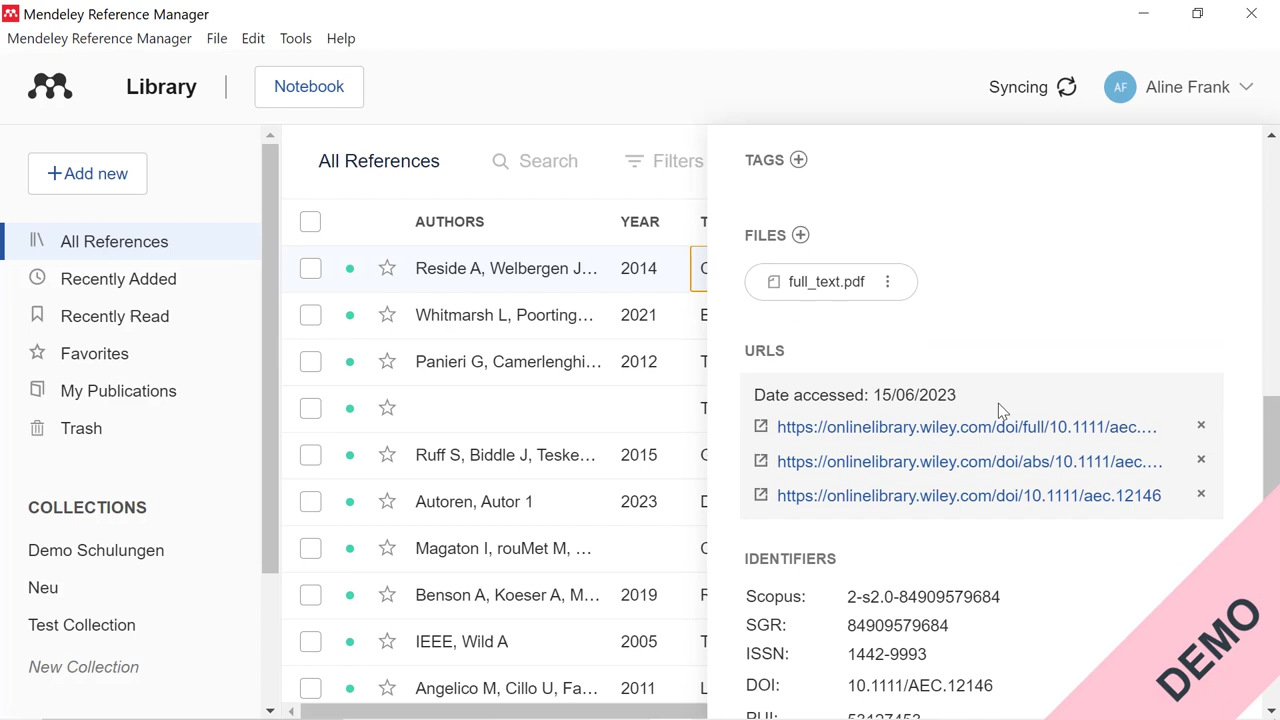 Mendeley Reference Manager
Mendeley Reference Manager File Edit Tools Help
Library | Notebook Syncing AF Aline Frank
+Add new
All References
Recently Added
Recently Read
Favorites
My Publications
Trash
COLLECTIONS
Demo Schulungen
Neu
Test Collection
New Collection
All References Search Filters
AUTHORS YEAR T
Reside A, Welbergen J... 2014 C
Whitmarsh L, Poorting... 2021 E
Panieri G, Camerlenghi... 2012 T
T
Ruff S, Biddle J, Teske... 2015 C
Autoren, Autor 1 2023 D
Magaton I, rouMet M, ... C
Benson A, Koeser A, M... 2019 F
IEEE, Wild A 2005 T
Angelico M, Cillo U, Fa... 2011 L
TAGS
FILES
full_text.pdf
URLS
Date accessed: 15/06/2023
https://onlinelibrary.wiley.com/doi/full/10.1111/aec....
https://onlinelibrary.wiley.com/doi/abs/10.1111/aec....
https://onlinelibrary.wiley.com/doi/10.1111/aec.12146
IDENTIFIERS
Scopus: 2-s2.0-84909579684
SGR: 84909579684
ISSN: 1442-9993
DOI: 10.1111/AEC.12146
PUI: 53127453
DEMO